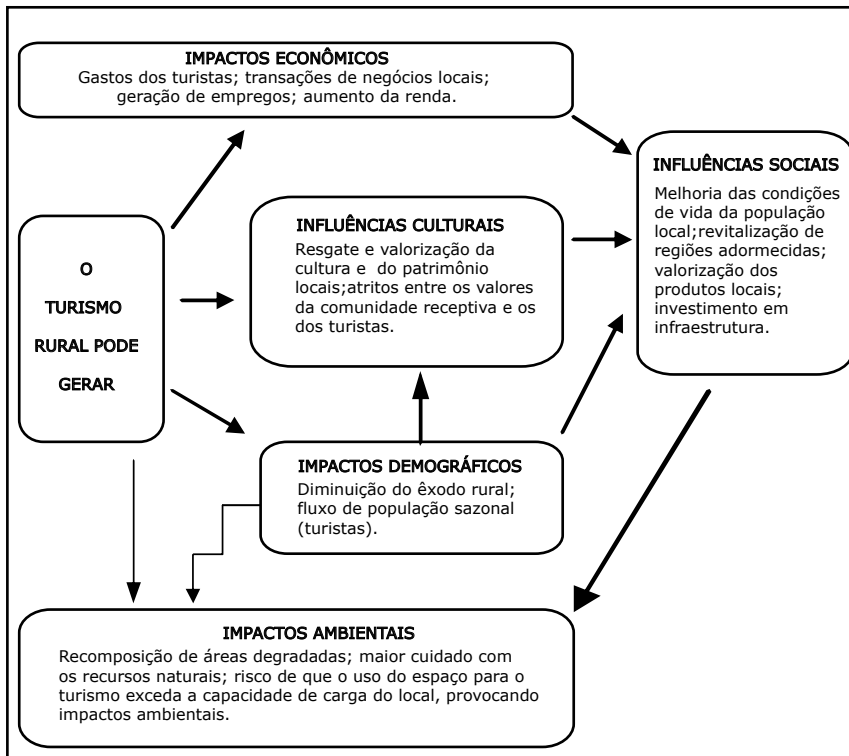 IMPACTOS ECONÔMICOS
Gastos dos turistas; transações de negócios locais;
geração de empregos; aumento da renda.
INFLUÊNCIAS SOCIAIS
Melhoria das condições
de vida da população
local;revitalização de
regiões adormecidas;
valorização dos
produtos locais;
investimento em
infraestrutura.
INFLUÊNCIAS CULTURAIS
Resgate e valorização da
cultura e do patrimônio
locais;atritos entre os valores
da comunidade receptiva e os
dos turistas.
O
TURISMO
RURAL PODE
GERAR
IMPACTOS DEMOGRÁFICOS
Diminuição do êxodo rural;
fluxo de população sazonal
(turistas).
IMPACTOS AMBIENTAIS
Recomposição de áreas degradadas; maior cuidado com
os recursos naturais; risco de que o uso do espaço para o
turismo exceda a capacidade de carga do local, provocando
impactos ambientais.